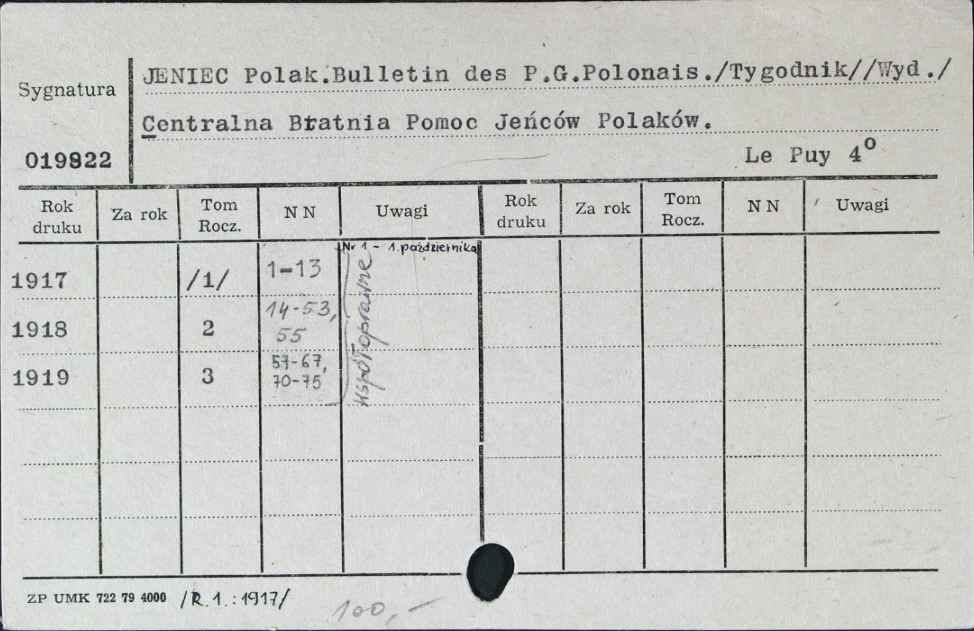 JENIEC Polak.Bulletin des P.G.Polonais./Tygodnik//Wyd./
Sygnatura
Centralna Bratnia Pomoc Jeńców Polaków.
019822
Le Puy 4º
Rok druku Za rok Tom Rocz. N N Uwagi Rok druku Za rok Tom Rocz. N N Uwagi
Nr 1 - 1. października
1917 /1/ 1-13
1918 2 14-53, 55
współoprawne
1919 3 57-67, 70-75
ZP UMK 722 79 4000 /R.1.:1917/
100,-